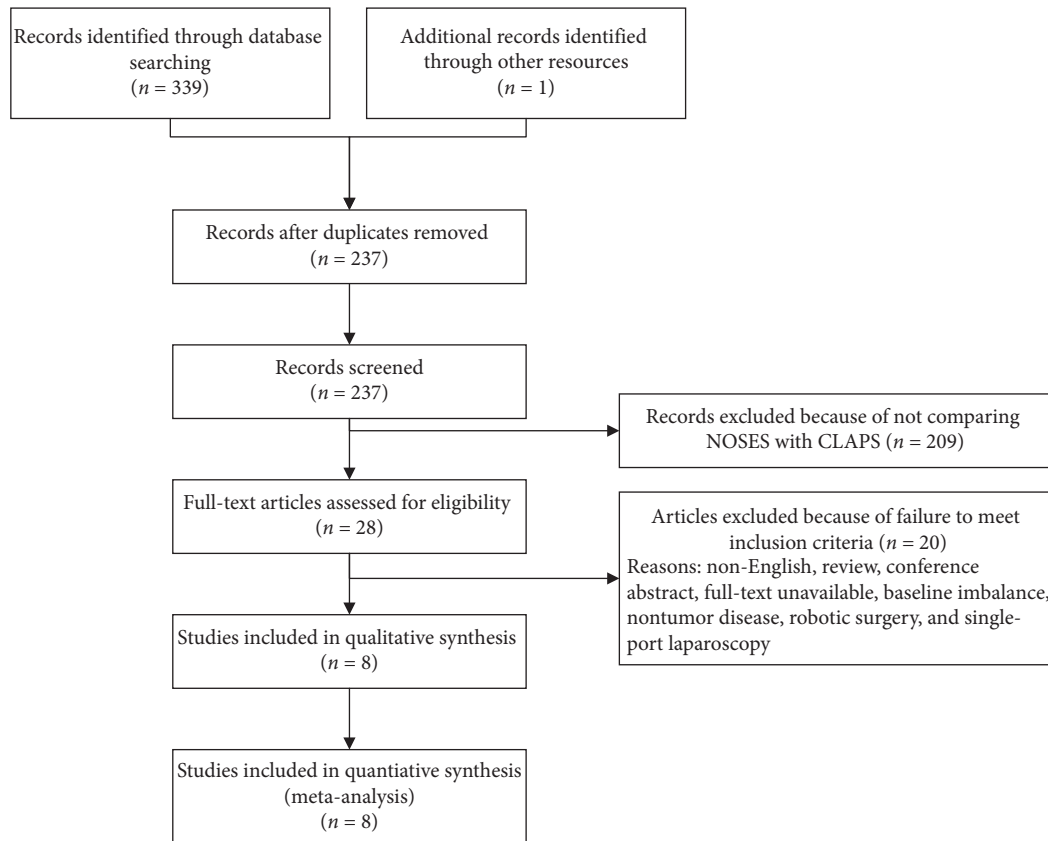 Records identified through database
searching
(n = 339)
Additional records identified
through other resources
(n = 1)
Records after duplicates removed
(n = 237)
Records screened
(n = 237)
Records excluded because of not comparing
NOSES with CLAPS (n = 209)
Full-text articles assessed for eligibility
(n = 28)
Articles excluded because of failure to meet
inclusion criteria (n = 20)
Reasons: non-English, review, conference
abstract, full-text unavailable, baseline imbalance,
nontumor disease, robotic surgery, and single-
port laparoscopy
Studies included in qualitative synthesis
(n = 8)
Studies included in quantiative synthesis
(meta-analysis)
(n = 8)